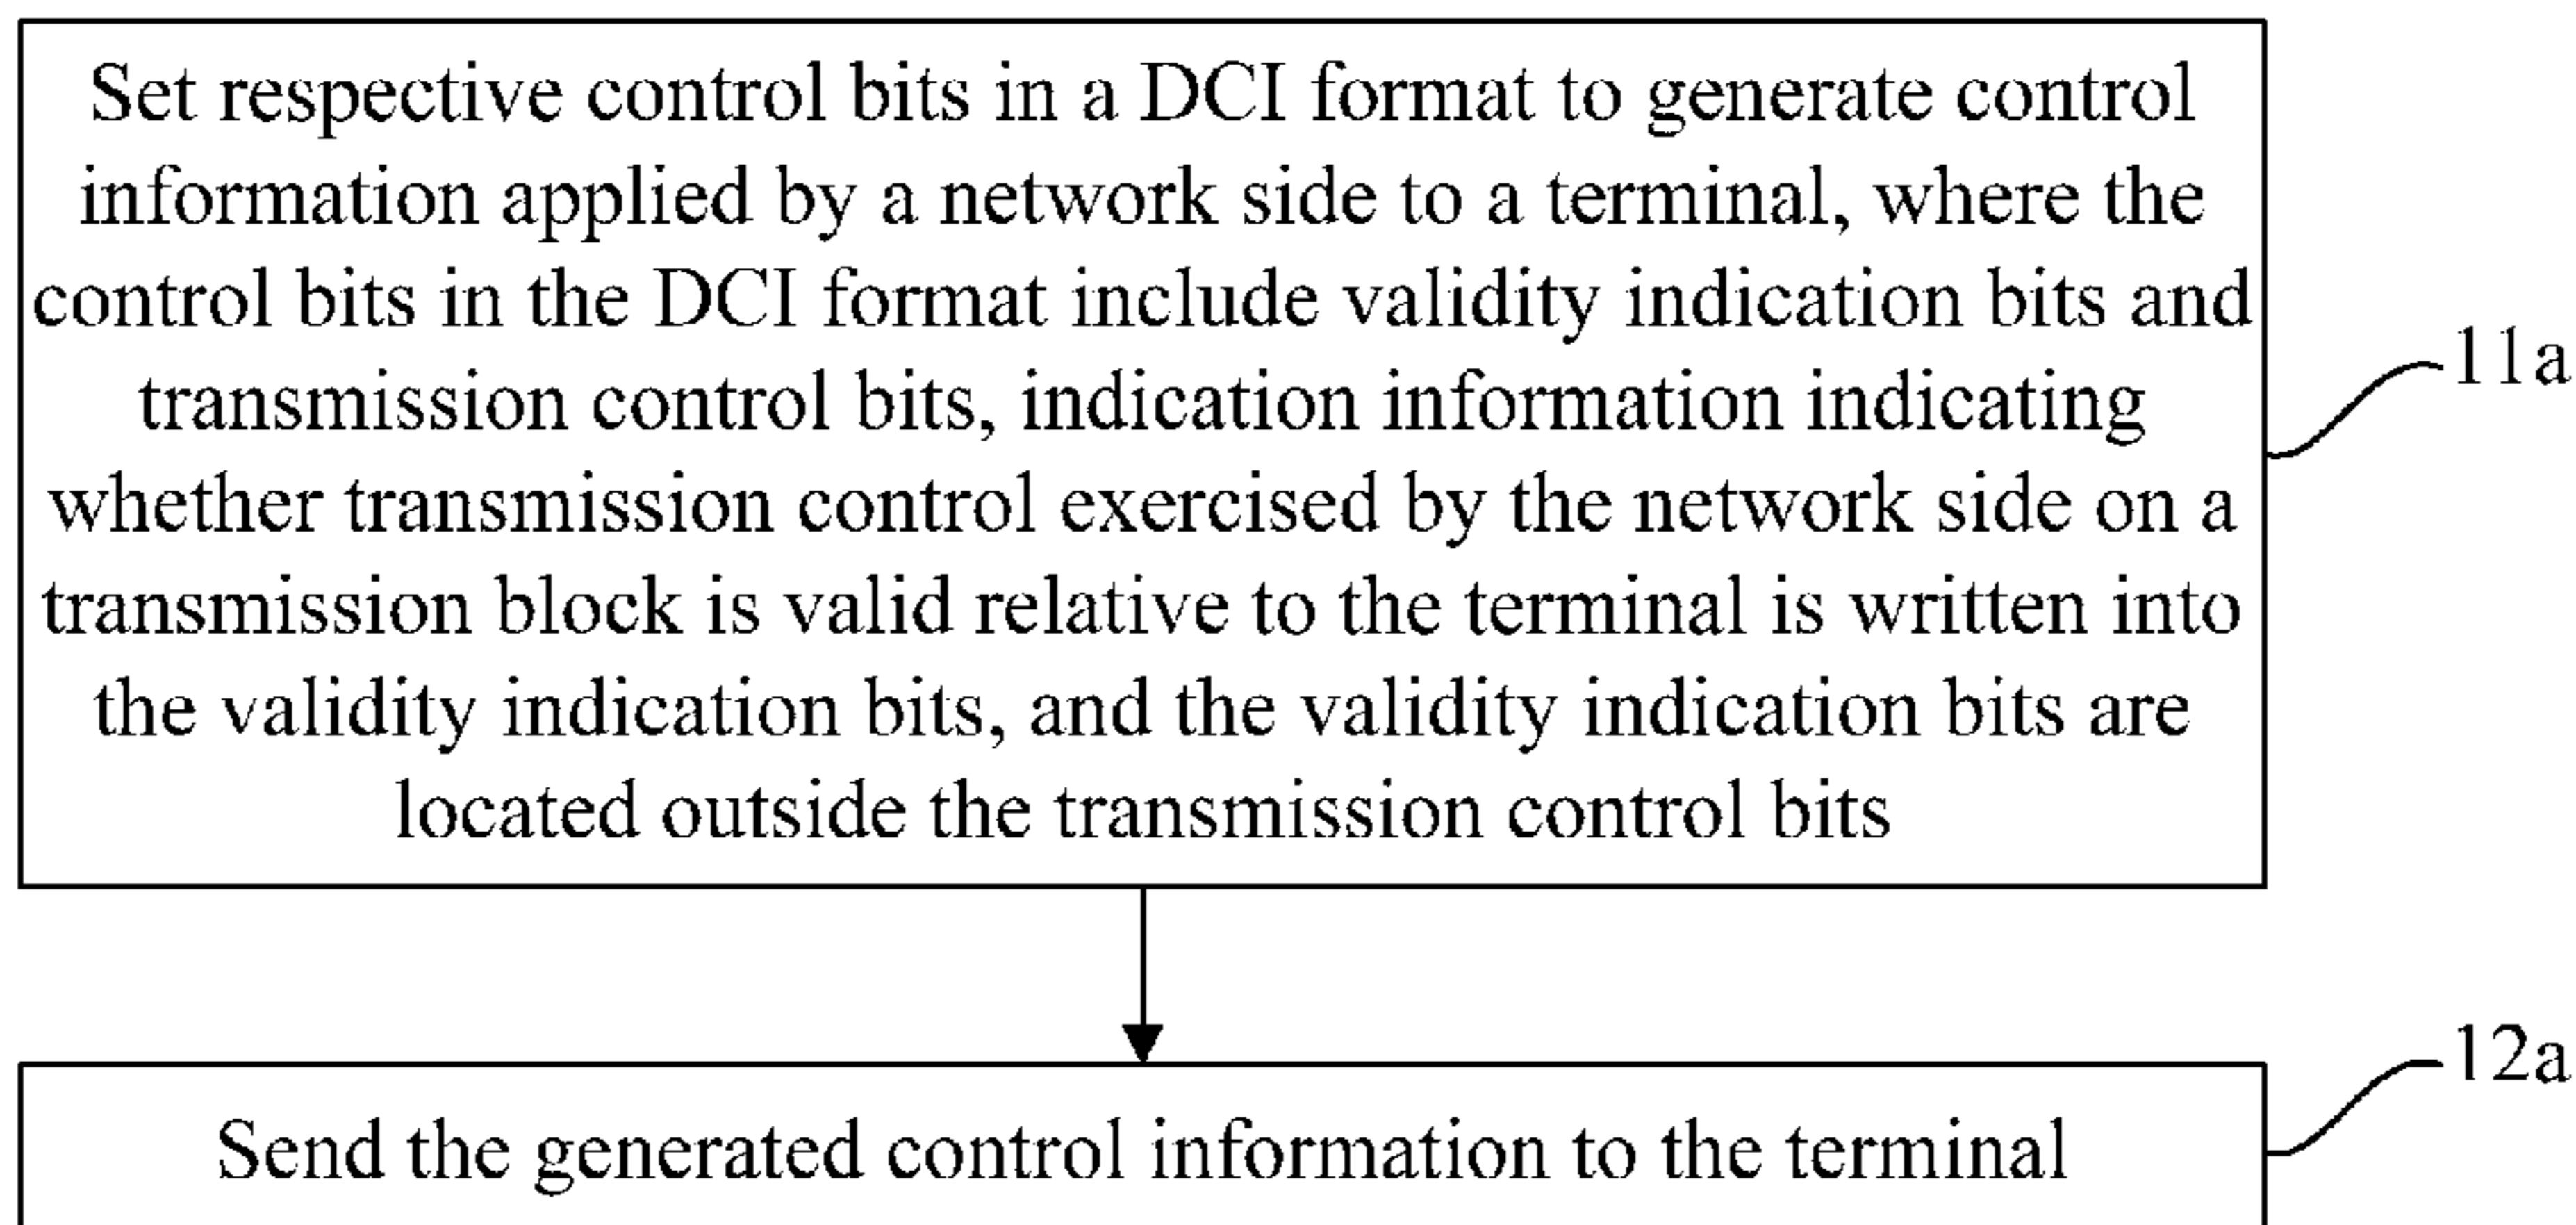 Set respective control bits in a DCI format to generate control
information applied by a network side to a terminal, where the
control bits in the DCI format include validity indication bits and
transmission control bits, indication information indicating
whether transmission control exercised by the network side on a
transmission block is valid relative to the terminal is written into
the validity indication bits, and the validity indication bits are
located outside the transmission control bits
11a
12a
Send the generated control information to the terminal